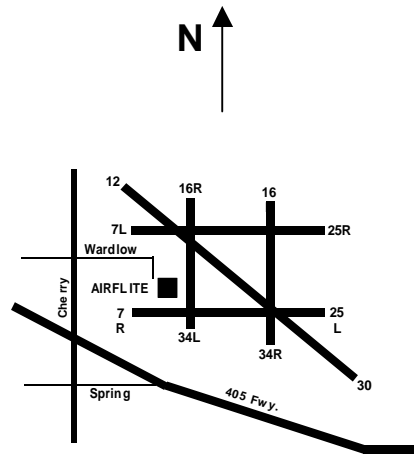 N
12
16R
16
7L
25R
Wardlow
AIRFLITE
Cherry
7
R
25
L
34L
34R
30
Spring
405 Fwy.